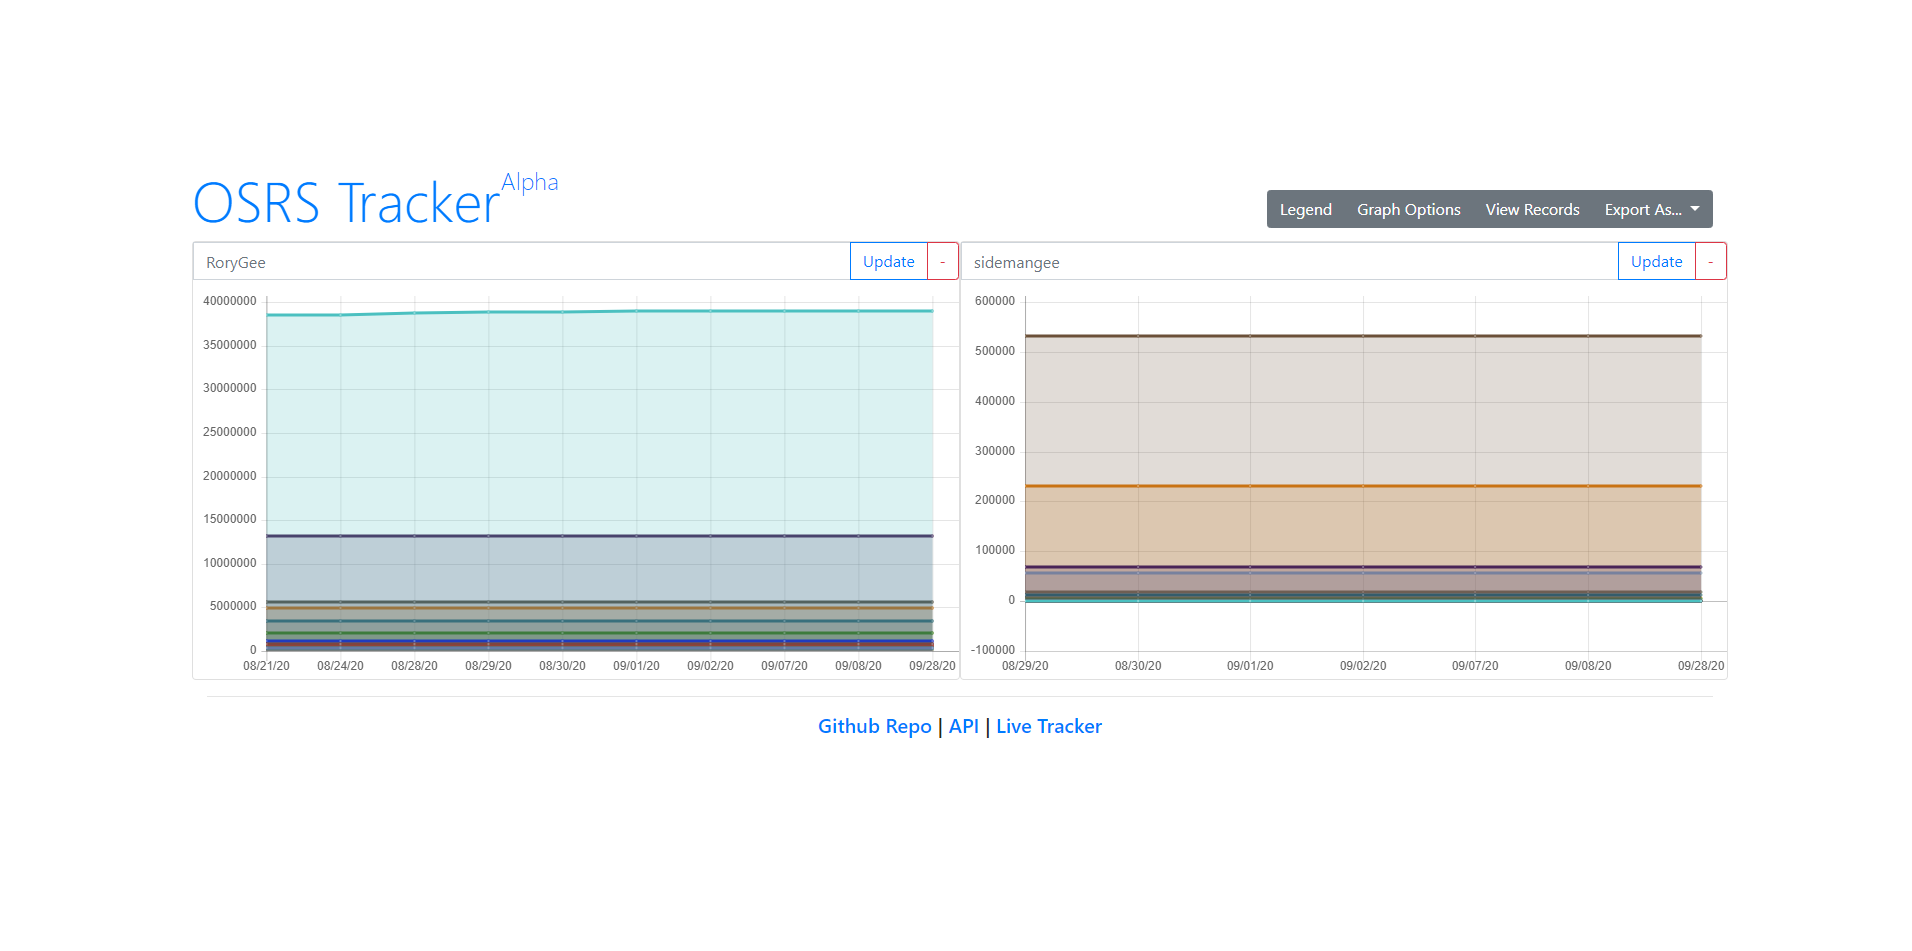 OSRS Tracker Alpha
Legend Graph Options View Records Export As...
RoryGee Update -
40000000
35000000
30000000
25000000
20000000
15000000
10000000
5000000
0
08/21/20 08/24/20 08/28/20 08/29/20 08/30/20 09/01/20 09/02/20 09/07/20 09/08/20 09/28/20
sidemangee Update -
600000
500000
400000
300000
200000
100000
0
-100000
08/29/20 08/30/20 09/01/20 09/02/20 09/07/20 09/08/20 09/28/20
Github Repo | API | Live Tracker